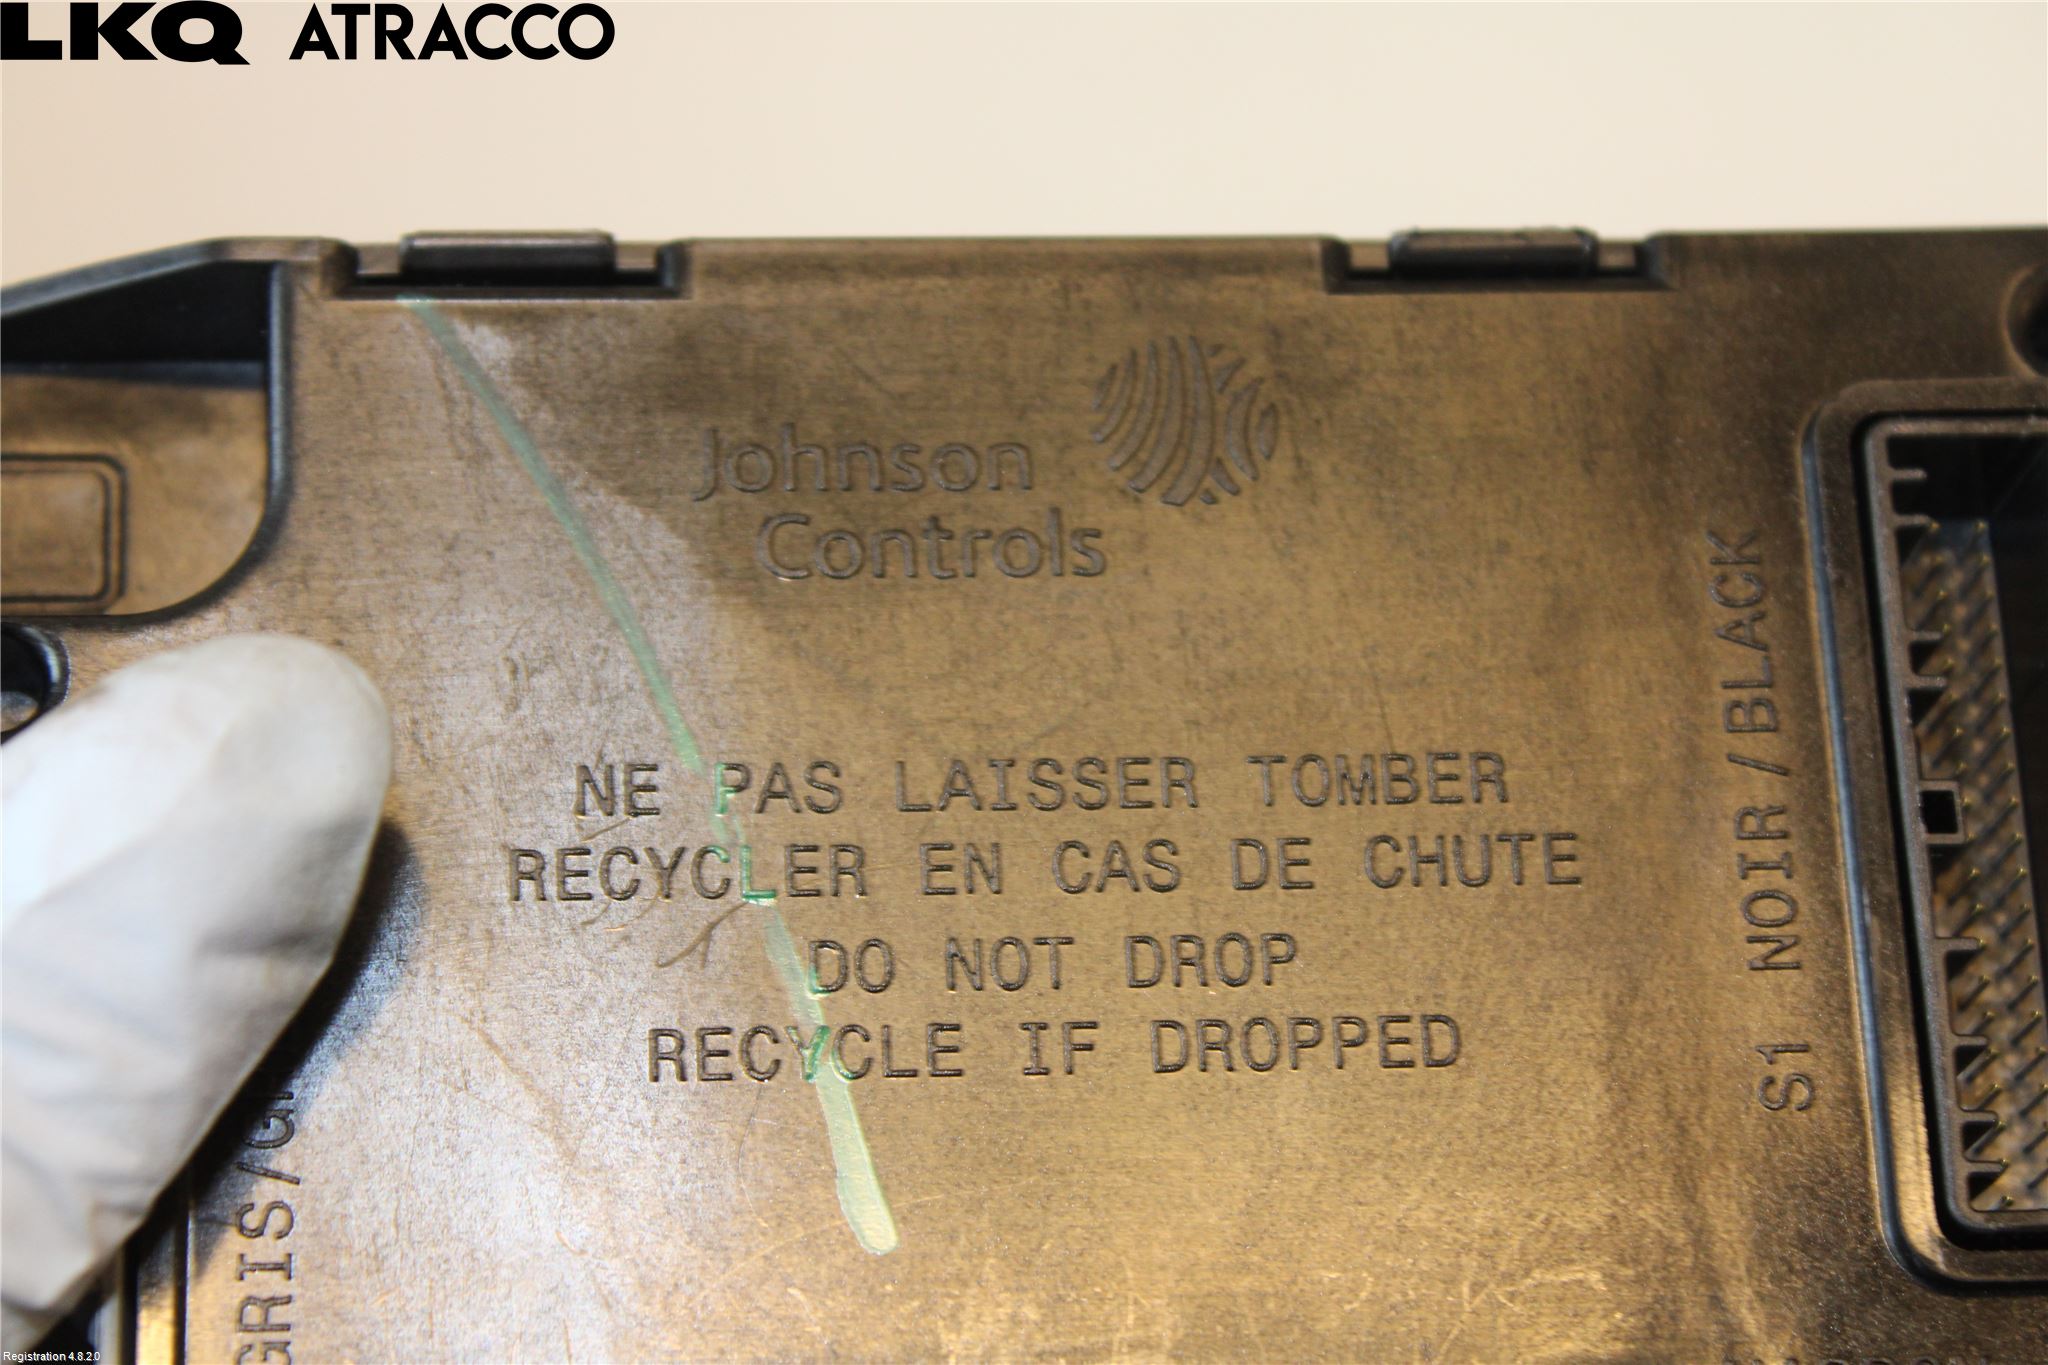 LKQ ATRACCO
Johnson
Controls
NE PAS LAISSER TOMBER
RECYCLER EN CAS DE CHUTE
DO NOT DROP
RECYCLE IF DROPPED
S1 NOIR/BLACK
GRIS/
Registration 4.8.2.0